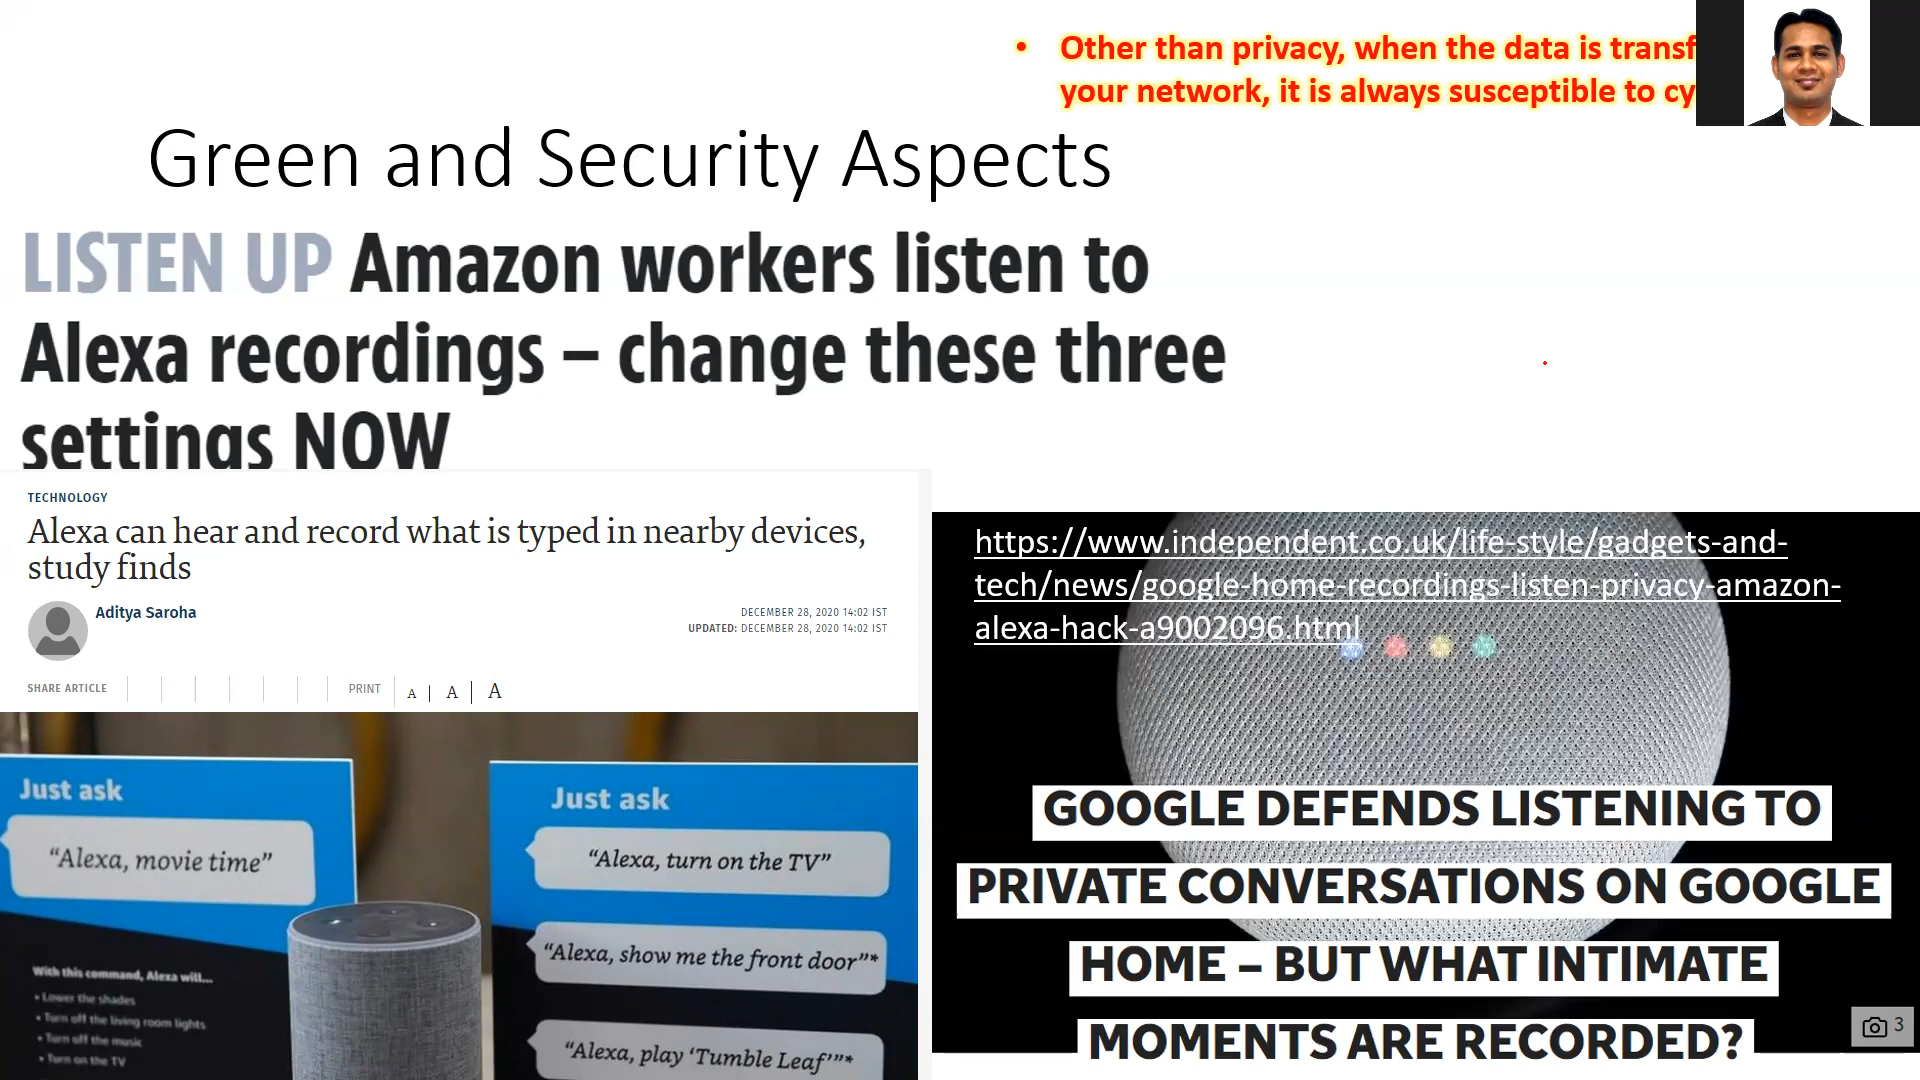 • Other than privacy, when the data is transf
your network, it is always susceptible to cy
Green and Security Aspects
LISTEN UP Amazon workers listen to
Alexa recordings – change these three
settings NOW
TECHNOLOGY
Alexa can hear and record what is typed in nearby devices,
study finds
Aditya Saroha
DECEMBER 28, 2020 14:02 IST
UPDATED: DECEMBER 28, 2020 14:02 IST
SHARE ARTICLE
PRINT
A | A | A
Just ask
“Alexa, movie time”
With this command, Alexa will...
• Lower the shades
• Turn off the living room lights
• Turn off the music
• Turn on the TV
Just ask
“Alexa, turn on the TV”
“Alexa, show me the front door”*
“Alexa, play ‘Tumble Leaf’”*
https://www.independent.co.uk/life-style/gadgets-and-
tech/news/google-home-recordings-listen-privacy-amazon-
alexa-hack-a9002096.html
GOOGLE DEFENDS LISTENING TO
PRIVATE CONVERSATIONS ON GOOGLE
HOME – BUT WHAT INTIMATE
MOMENTS ARE RECORDED?
3